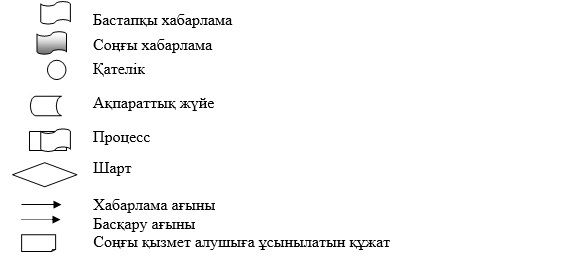 Бастапқы хабарлама
Соңғы хабарлама
Қателік
Ақпараттық жүйе
Процесс
Шарт
Хабарлама ағыны
Басқару ағыны
Соңғы қызмет алушыға ұсынылатын құжат